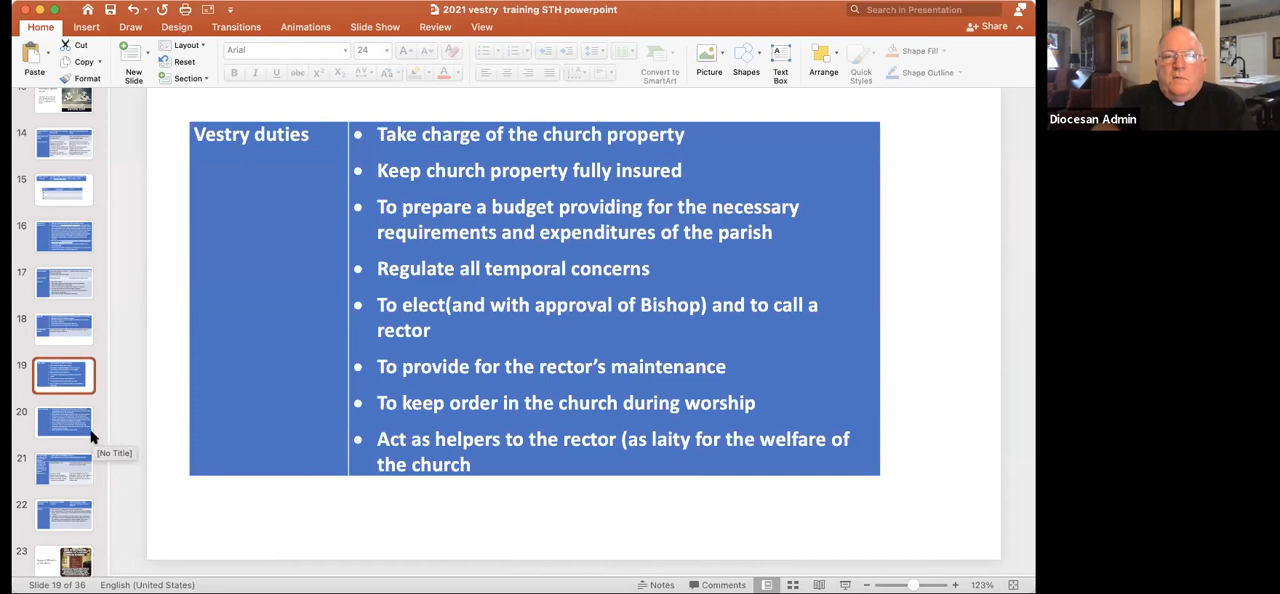 2021 vestry training STH powerpoint
Search in Presentation
Home Insert Draw Design Transitions Animations Slide Show Review View
Share
Paste
Cut
Copy
Format
New
Slide
Layout
Reset
Section
Arial
24
Convert to
SmartArt
Picture
Shapes
Text
Box
Arrange
Quick
Styles
Shape Fill
Shape Outline
14
15
16
17
18
19
20
21
22
23
[No Title]
Vestry duties
• Take charge of the church property
• Keep church property fully insured
• To prepare a budget providing for the necessary
requirements and expenditures of the parish
• Regulate all temporal concerns
• To elect(and with approval of Bishop) and to call a
rector
• To provide for the rector's maintenance
• To keep order in the church during worship
• Act as helpers to the rector (as laity for the welfare of
the church
Diocesan Admin
Slide 19 of 36 English (United States)
Notes Comments
123%